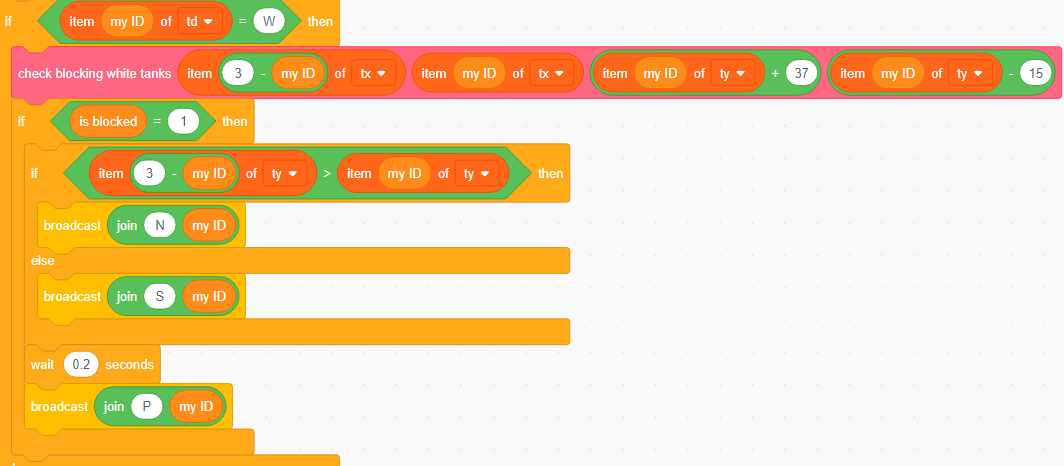 if item my ID of td = W then
check blocking white tanks item 3 - my ID of tx item my ID of tx item my ID of ty + 37 item my ID of ty - 15
if is blocked = 1 then
if item 3 - my ID of ty > item my ID of ty then
broadcast join N my ID
else
broadcast join S my ID
wait 0.2 seconds
broadcast join P my ID